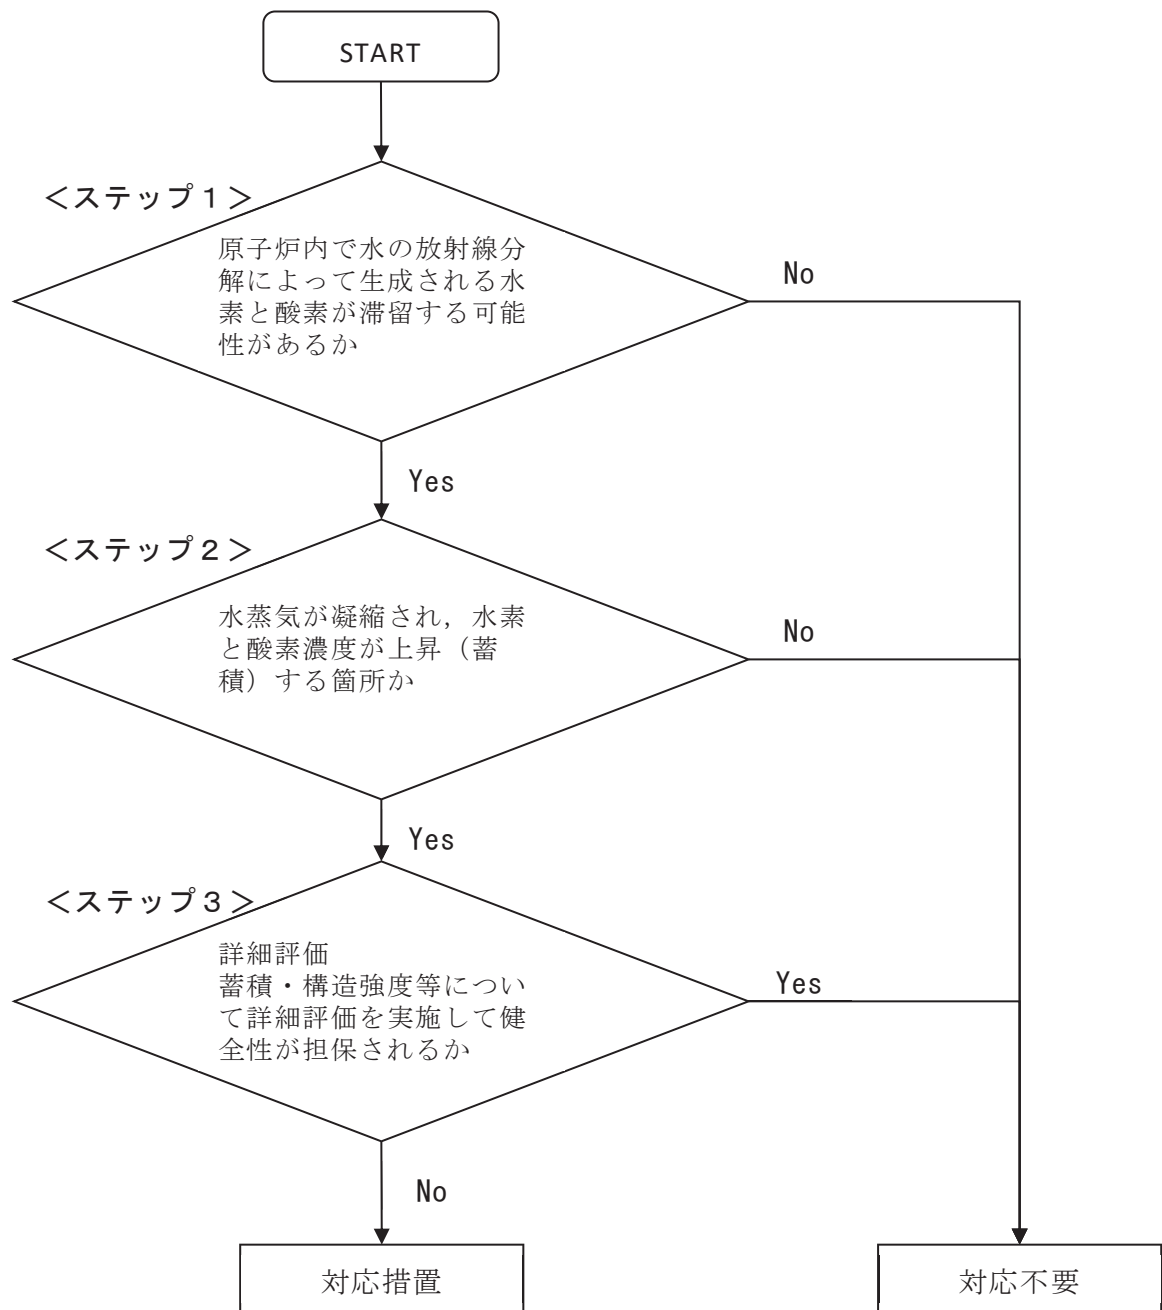 START
＜ステップ１＞
原子炉内で水の放射線分
解によって生成される水
素と酸素が滞留する可能
性があるか
No
Yes
＜ステップ２＞
水蒸気が凝縮され，水素
と酸素濃度が上昇（蓄
積）する箇所か
No
Yes
＜ステップ３＞
詳細評価
蓄積・構造強度等につい
て詳細評価を実施して健
全性が担保されるか
Yes
No
対応措置
対応不要